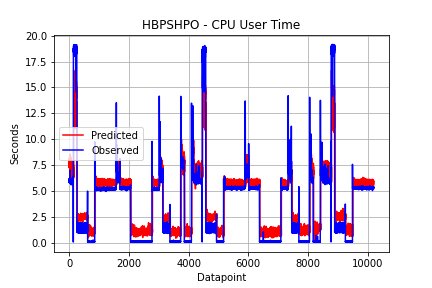 HBPSHPO - CPU User Time
20.0
17.5
15.0
12.5
10.0
7.5
5.0
2.5
0.0
Seconds
Predicted
Observed
0 2000 4000 6000 8000 10000
Datapoint